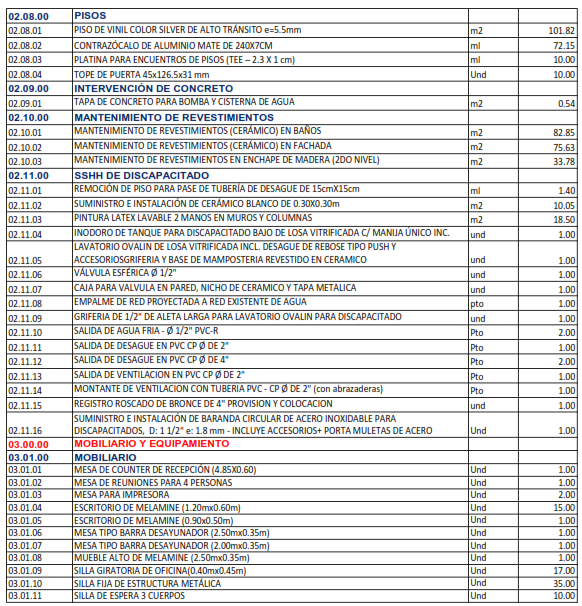 02.08.00 PISOS
02.08.01 PISO DE VINIL COLOR SILVER DE ALTO TRÁNSITO e=5.5mm m2 101.82
02.08.02 CONTRAZÓCALO DE ALUMINIO MATE DE 240X7CM ml 72.15
02.08.03 PLATINA PARA ENCUENTROS DE PISOS (TEE – 2.3 X 1 cm) ml 10.00
02.08.04 TOPE DE PUERTA 45x126.5x31 mm Und 10.00
02.09.00 INTERVENCIÓN DE CONCRETO
02.09.01 TAPA DE CONCRETO PARA BOMBA Y CISTERNA DE AGUA m2 0.54
02.10.00 MANTENIMIENTO DE REVESTIMIENTOS
02.10.01 MANTENIMIENTO DE REVESTIMIENTOS (CERÁMICO) EN BAÑOS m2 82.85
02.10.02 MANTENIMIENTO DE REVESTIMIENTOS (CERÁMICO) EN FACHADA m2 75.63
02.10.03 MANTENIMIENTO DE REVESTIMIENTOS EN ENCHAPE DE MADERA (2DO NIVEL) m2 33.78
02.11.00 SSHH DE DISCAPACITADO
02.11.01 REMOCIÓN DE PISO PARA PASE DE TUBERÍA DE DESAGUE DE 15cmX15cm ml 1.40
02.11.02 SUMINISTRO E INSTALACIÓN DE CERÁMICO BLANCO DE 0.30X0.30m m2 10.05
02.11.03 PINTURA LATEX LAVABLE 2 MANOS EN MUROS Y COLUMNAS m2 18.50
02.11.04 INODORO DE TANQUE PARA DISCAPACITADO BAJO DE LOSA VITRIFICADA C/ MANIJA ÚNICO INC. und 1.00
LAVATORIO OVALIN DE LOSA VITRIFICADA INCL. DESAGUE DE REBOSE TIPO PUSH Y
02.11.05 ACCESORIOSGRIFERIA Y BASE DE MAMPOSTERIA REVESTIDO EN CERAMICO und 1.00
02.11.06 VÁLVULA ESFÉRICA Ø 1/2" und 1.00
02.11.07 CAJA PARA VALVULA EN PARED, NICHO DE CERAMICO Y TAPA METALICA und 1.00
02.11.08 EMPALME DE RED PROYECTADA A RED EXISTENTE DE AGUA pto 1.00
02.11.09 GRIFERIA DE 1/2" DE ALETA LARGA PARA LAVATORIO OVALIN PARA DISCAPACITADO und 1.00
02.11.10 SALIDA DE AGUA FRIA - Ø 1/2" PVC-R Pto 2.00
02.11.11 SALIDA DE DESAGUE EN PVC CP Ø DE 2" Pto 1.00
02.11.12 SALIDA DE DESAGUE EN PVC CP Ø DE 4" Pto 2.00
02.11.13 SALIDA DE VENTILACION EN PVC CP Ø DE 2" Pto 1.00
02.11.14 MONTANTE DE VENTILACION CON TUBERIA PVC - CP Ø DE 2" (con abrazaderas) Pto 1.00
02.11.15 REGISTRO ROSCADO DE BRONCE DE 4" PROVISION Y COLOCACION und 1.00
SUMINISTRO E INSTALACIÓN DE BARANDA CIRCULAR DE ACERO INOXIDABLE PARA
02.11.16 DISCAPACITADOS, D: 1 1/2" e: 1.8 mm - INCLUYE ACCESORIOS+ PORTA MULETAS DE ACERO Und 1.00
03.00.00 MOBILIARIO Y EQUIPAMIENTO
03.01.00 MOBILIARIO
03.01.01 MESA DE COUNTER DE RECEPCIÓN (4.85X0.60) Und 1.00
03.01.02 MESA DE REUNIONES PARA 4 PERSONAS Und 1.00
03.01.03 MESA PARA IMPRESORA Und 2.00
03.01.04 ESCRITORIO DE MELAMINE (1.20mx0.60m) Und 15.00
03.01.05 ESCRITORIO DE MELAMINE (0.90x0.50m) Und 1.00
03.01.06 MESA TIPO BARRA DESAYUNADOR (2.50mx0.35m) Und 1.00
03.01.07 MESA TIPO BARRA DESAYUNADOR (2.00mx0.35m) Und 1.00
03.01.08 MUEBLE ALTO DE MELAMINE (2.50mx0.35m) Und 1.00
03.01.09 SILLA GIRATORIA DE OFICINA(0.40mx0.45m) Und 17.00
03.01.10 SILLA FIJA DE ESTRUCTURA METÁLICA Und 35.00
03.01.11 SILLA DE ESPERA 3 CUERPOS Und 10.00